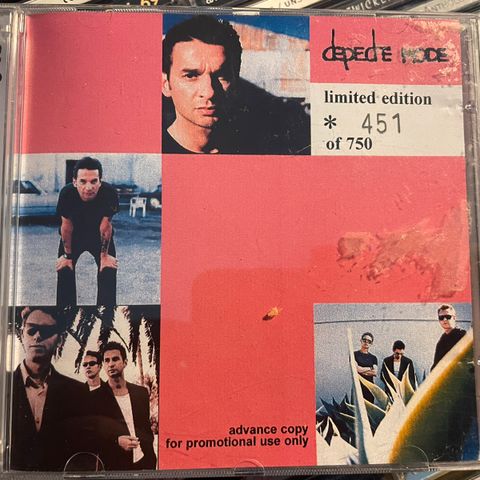 depeche mode
limited edition
* 451
of 750
advance copy
for promotional use only